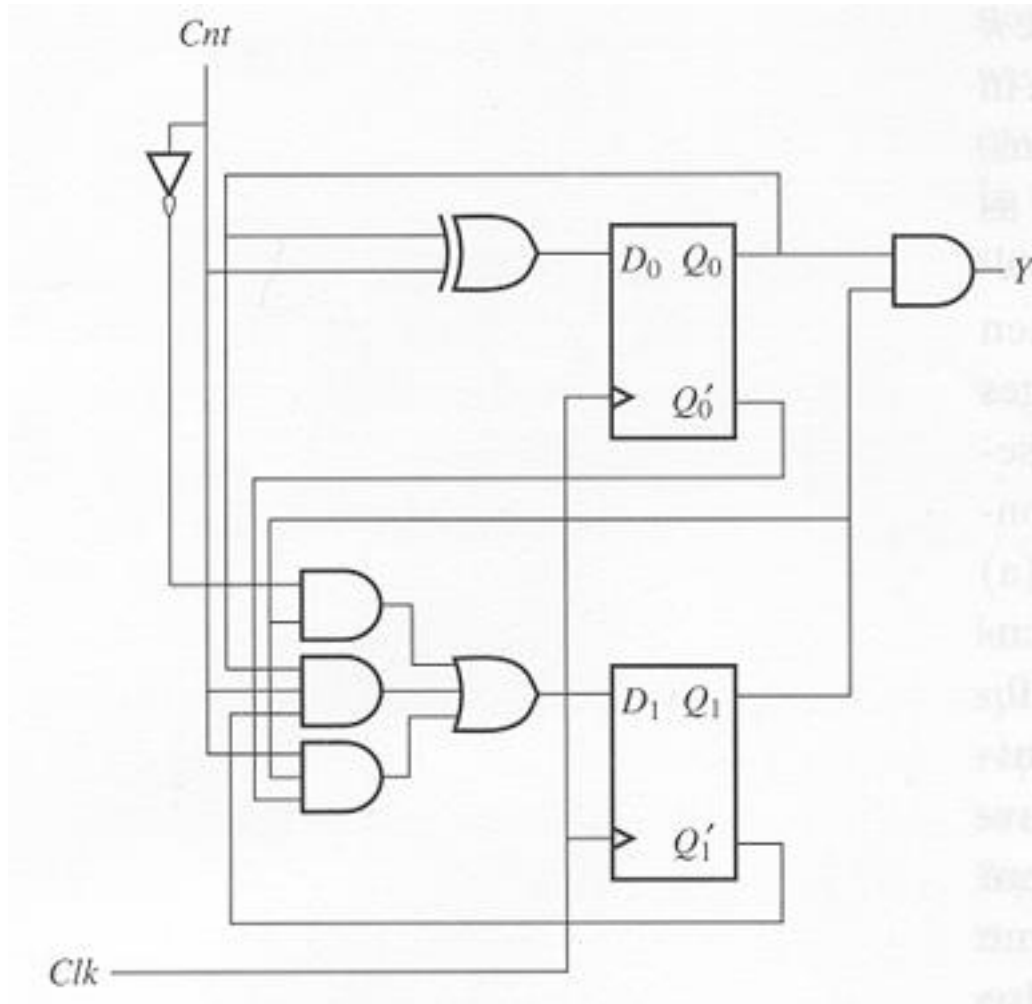 Cnt
D₀ Q₀
Y
Q₀′
D₁ Q₁
Q₁′
Clk